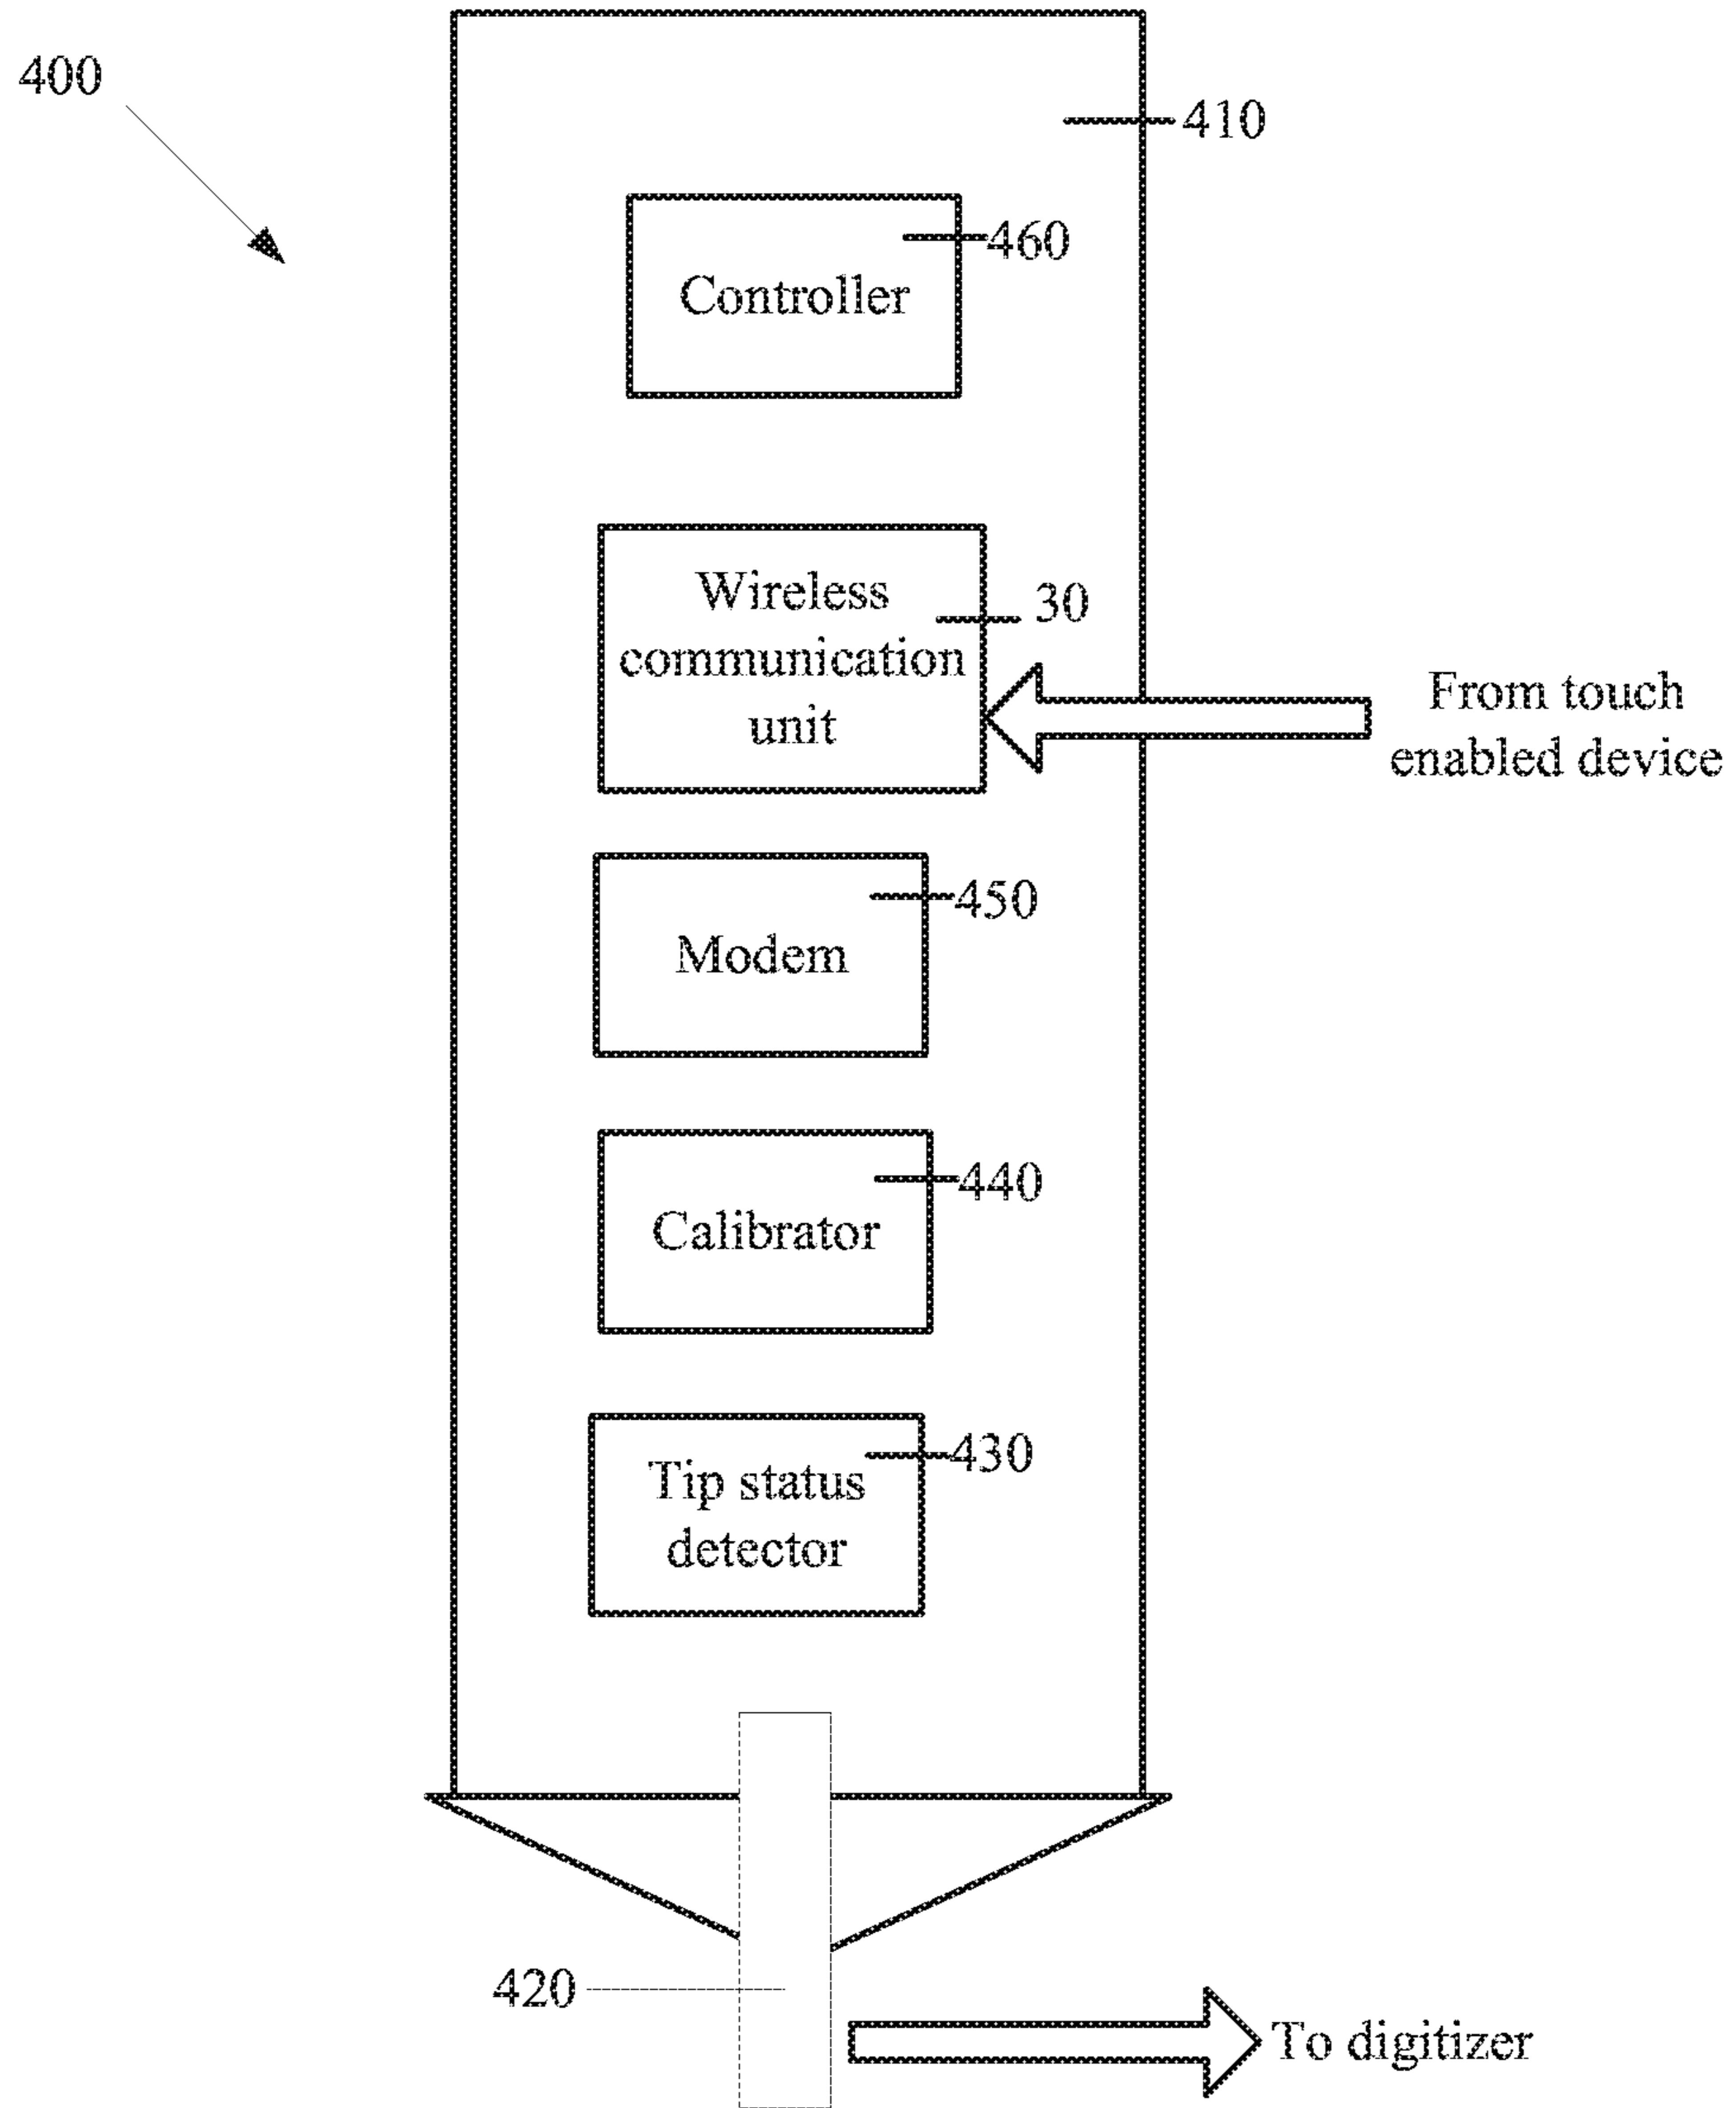 400
410
460
Controller
Wireless
communication
unit
30
From touch
enabled device
450
Modem
440
Calibrator
430
Tip status
detector
420
To digitizer